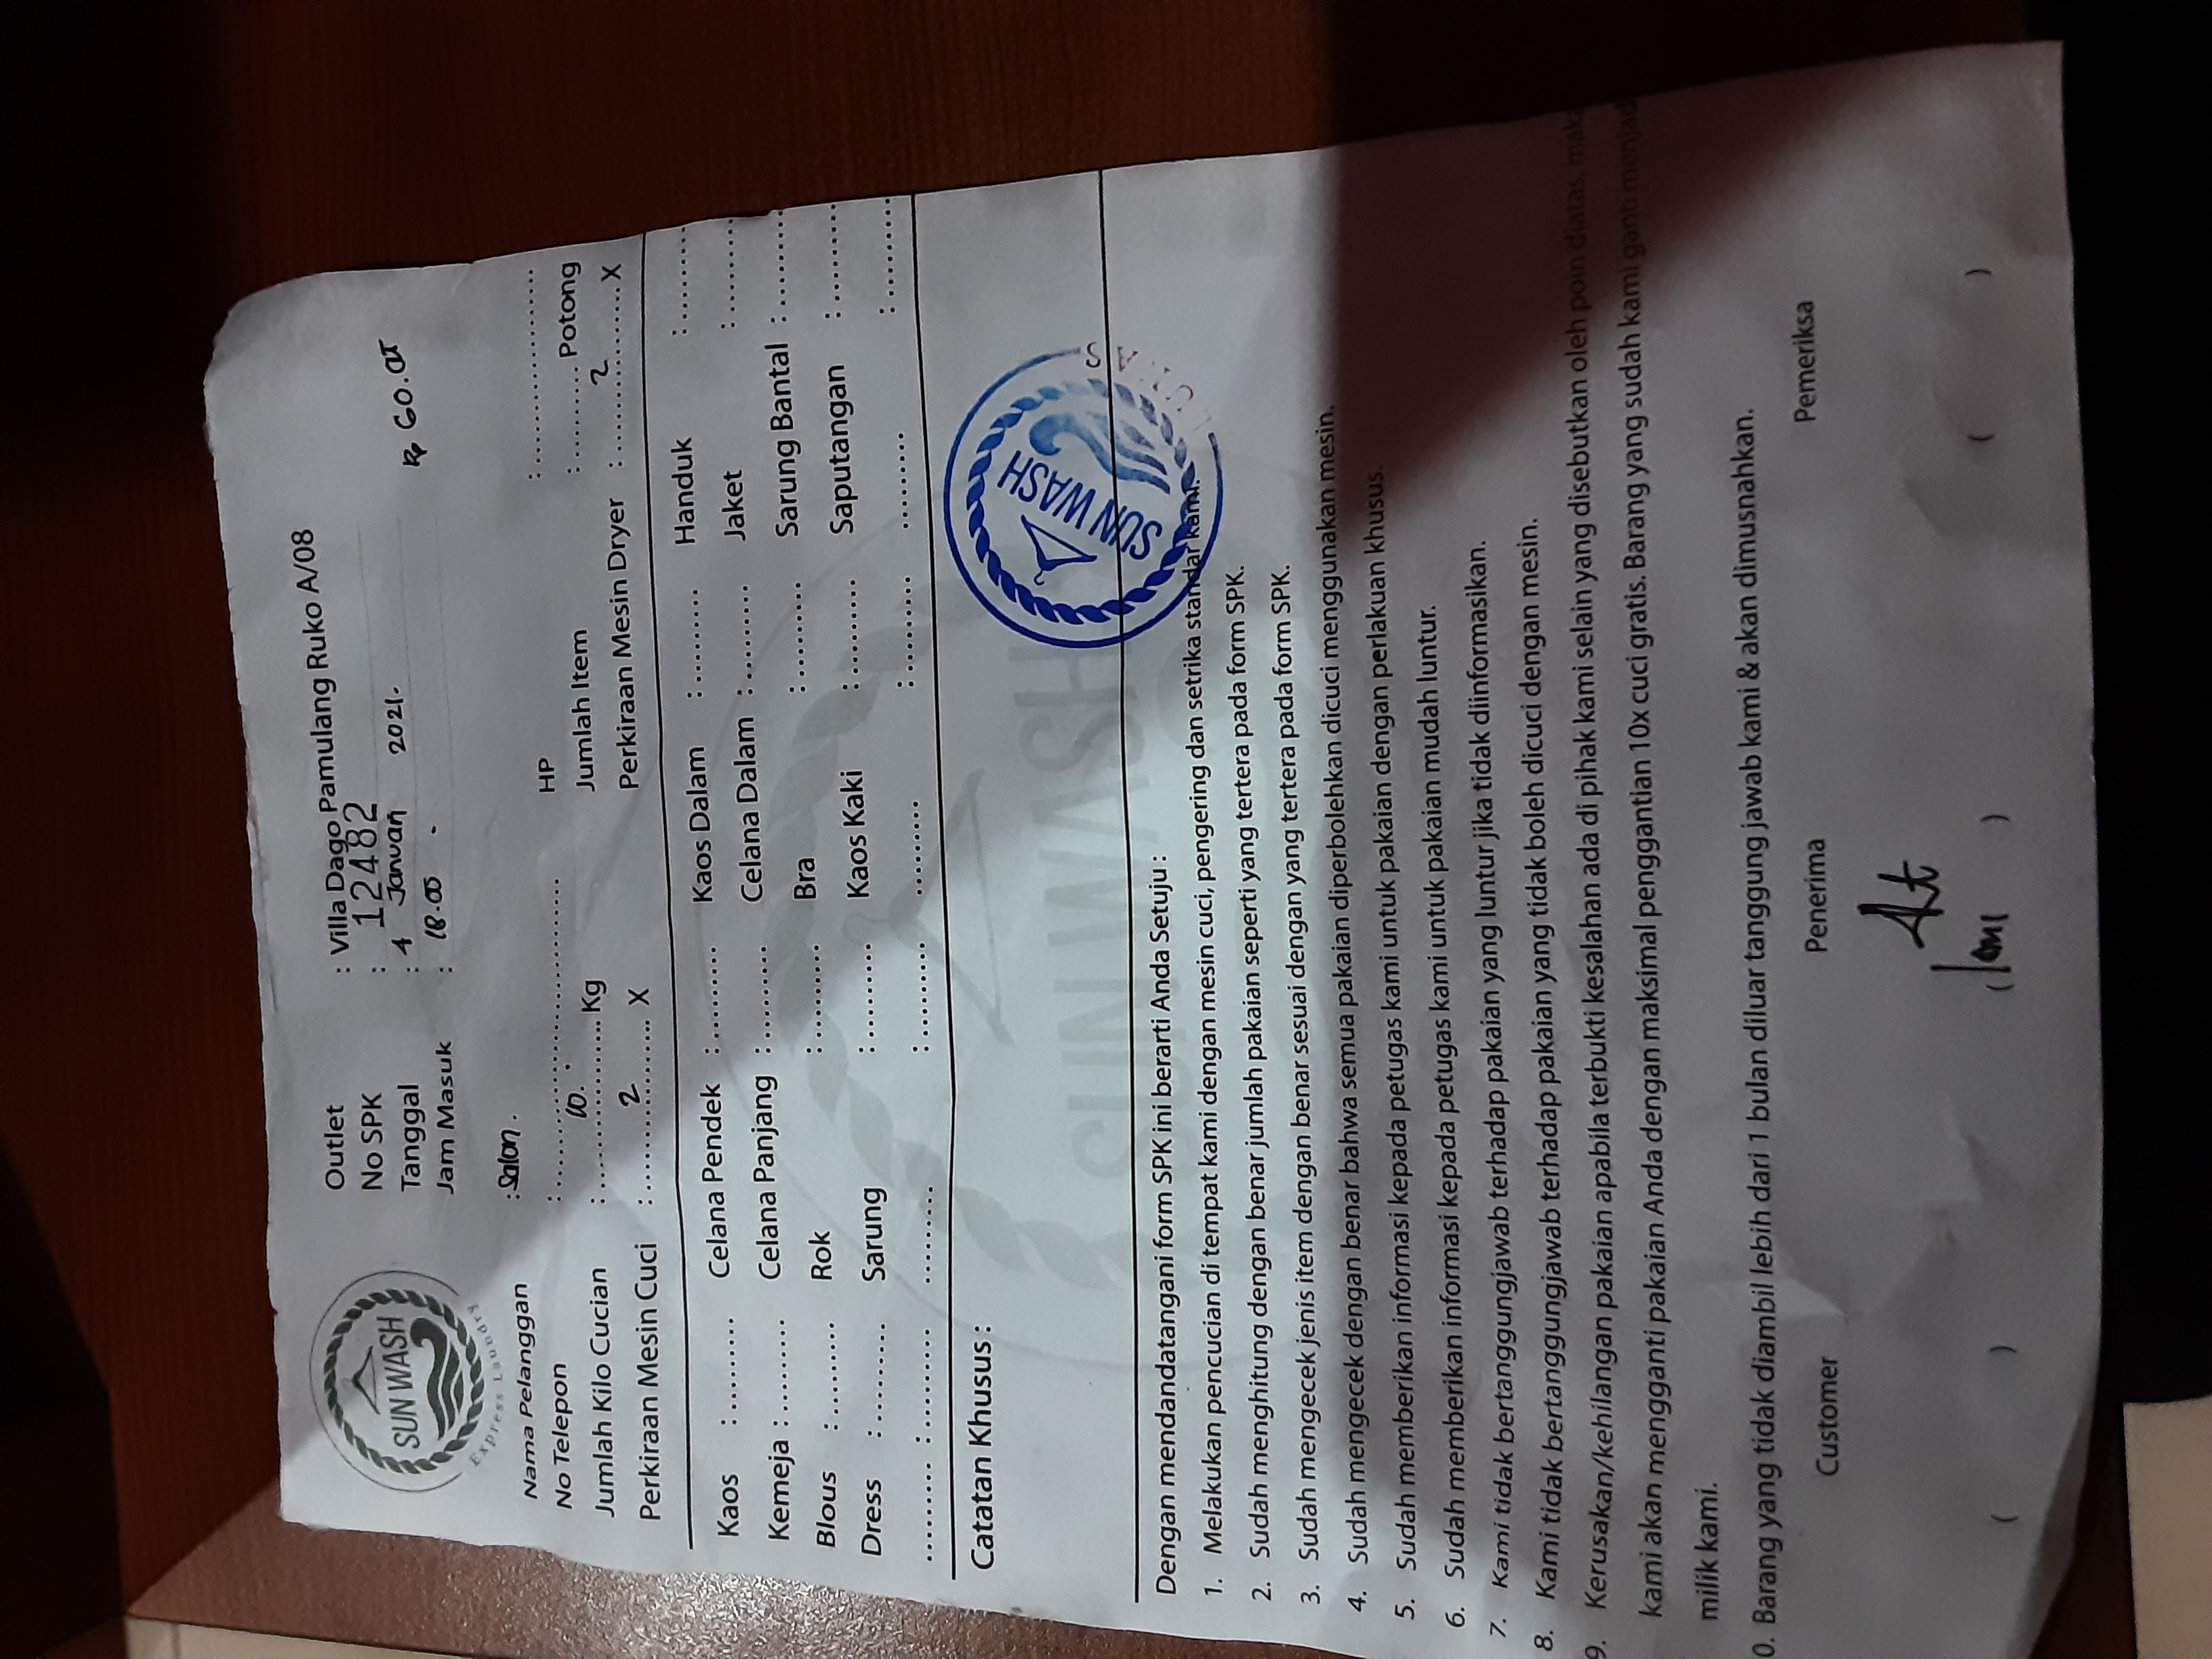 SUN WASH
Express Laundry
Outlet : Villa Dago Pamulang Ruko A/08
No SPK : 12482
Tanggal : 4 Januari 2021.
Jam Masuk : 18.00
Rp 60.000
Nama Pelanggan : Salon.
No Telepon : .............................. HP : ...................
Jumlah Kilo Cucian : 10. Kg Jumlah Item : ......... Potong
Perkiraan Mesin Cuci : 2 X Perkiraan Mesin Dryer : 2 X
Kaos : ......... Celana Pendek : ......... Kaos Dalam : ......... Handuk : .........
Kemeja : ......... Celana Panjang : ......... Celana Dalam : ......... Jaket : .........
Blous : ......... Rok : ......... Bra : ......... Sarung Bantal : .........
Dress : ......... Sarung : ......... Kaos Kaki : ......... Saputangan : .........
......... : ......... ......... : ......... ......... : ......... ......... : .........
Catatan Khusus :
SUN WASH
SUN WASH
LUNAS
Dengan mendandatangani form SPK ini berarti Anda Setuju :
1. Melakukan pencucian di tempat kami dengan mesin cuci, pengering dan setrika standar kami.
2. Sudah menghitung dengan benar jumlah pakaian seperti yang tertera pada form SPK.
3. Sudah mengecek jenis item dengan benar sesuai dengan yang tertera pada form SPK.
4. Sudah mengecek dengan benar bahwa semua pakaian diperbolehkan dicuci menggunakan mesin.
5. Sudah memberikan informasi kepada petugas kami untuk pakaian dengan perlakuan khusus.
6. Sudah memberikan informasi kepada petugas kami untuk pakaian mudah luntur.
7. Kami tidak bertanggungjawab terhadap pakaian yang luntur jika tidak diinformasikan.
8. Kami tidak bertanggungjawab terhadap pakaian yang tidak boleh dicuci dengan mesin.
9. Kerusakan/kehilangan pakaian apabila terbukti kesalahan ada di pihak kami selain yang disebutkan oleh poin diatas, maka
kami akan mengganti pakaian Anda dengan maksimal penggantian 10x cuci gratis. Barang yang sudah kami ganti menjad
milik kami.
0. Barang yang tidak diambil lebih dari 1 bulan diluar tanggung jawab kami & akan dimusnahkan.
Customer Penerima Pemeriksa
( ) ( ) ( )